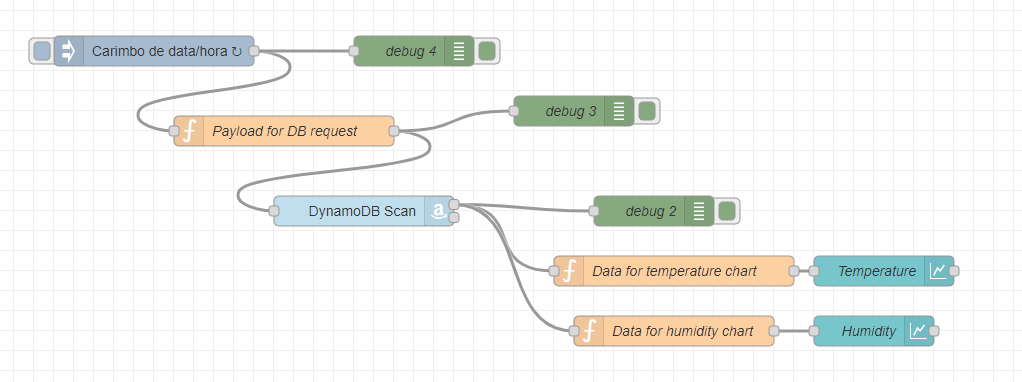 Carimbo de data/hora ↻
debug 4
Payload for DB request
debug 3
DynamoDB Scan
debug 2
Data for temperature chart
Temperature
Data for humidity chart
Humidity